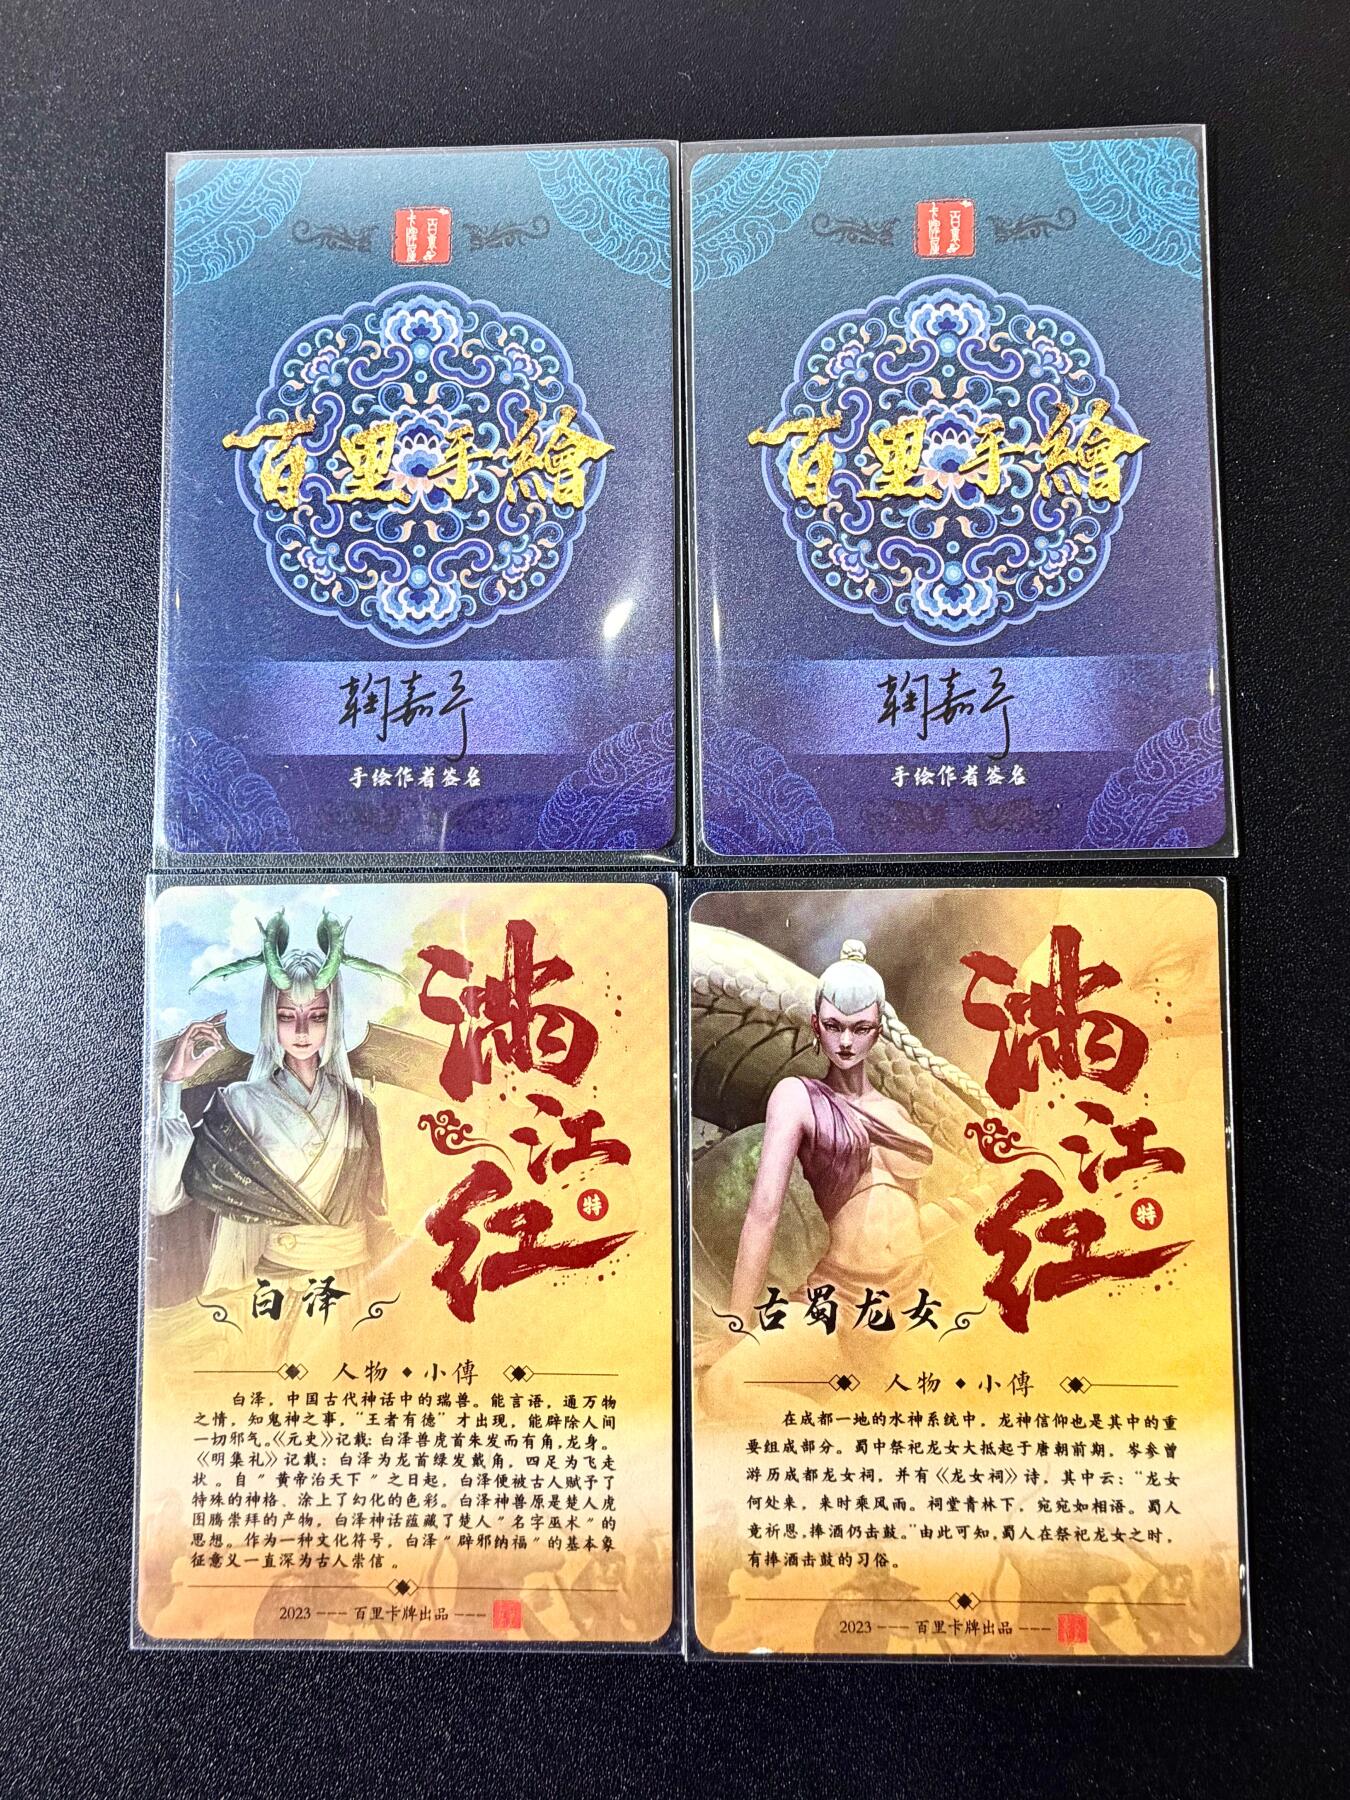 百里
卡牌屋
百里手繪
鞠嘉予
手绘作者签名
百里
卡牌屋
百里手繪
鞠嘉予
手绘作者签名
满江红
特
白泽
人物◆小傳
白泽，中国古代神话中的瑞兽。能言语，通万物
之情，知鬼神之事，“王者有德”才出现，能辟除人间
一切邪气。《元史》记载：白泽兽虎首朱发而有角，龙身。
《明集礼》记载：白泽为龙首绿发戴角，四足为飞走
状。自＂黄帝治天下＂之日起，白泽便被古人赋予了
特殊的神格、涂上了幻化的色彩。白泽神兽原是楚人虎
图腾崇拜的产物，白泽神话蕴藏了楚人＂名字巫术＂的
思想。作为一种文化符号，白泽＂辟邪纳福＂的基本象
征意义一直深为古人崇信。
2023 --- 百里卡牌出品 ---
满江红
特
古蜀龙女
人物◆小傳
在成都一地的水神系统中，龙神信仰也是其中的重
要组成部分。蜀中祭祀龙女大抵起于唐朝前期，岑参曾
游历成都龙女祠，并有《龙女祠》诗，其中云：“龙女
何处来，来时乘风雨。祠堂青林下，宛宛如相语。蜀人
竞祈恩，捧酒仍击鼓。”由此可知，蜀人在祭祀龙女之时，
有捧酒击鼓的习俗。
2023 --- 百里卡牌出品 ---